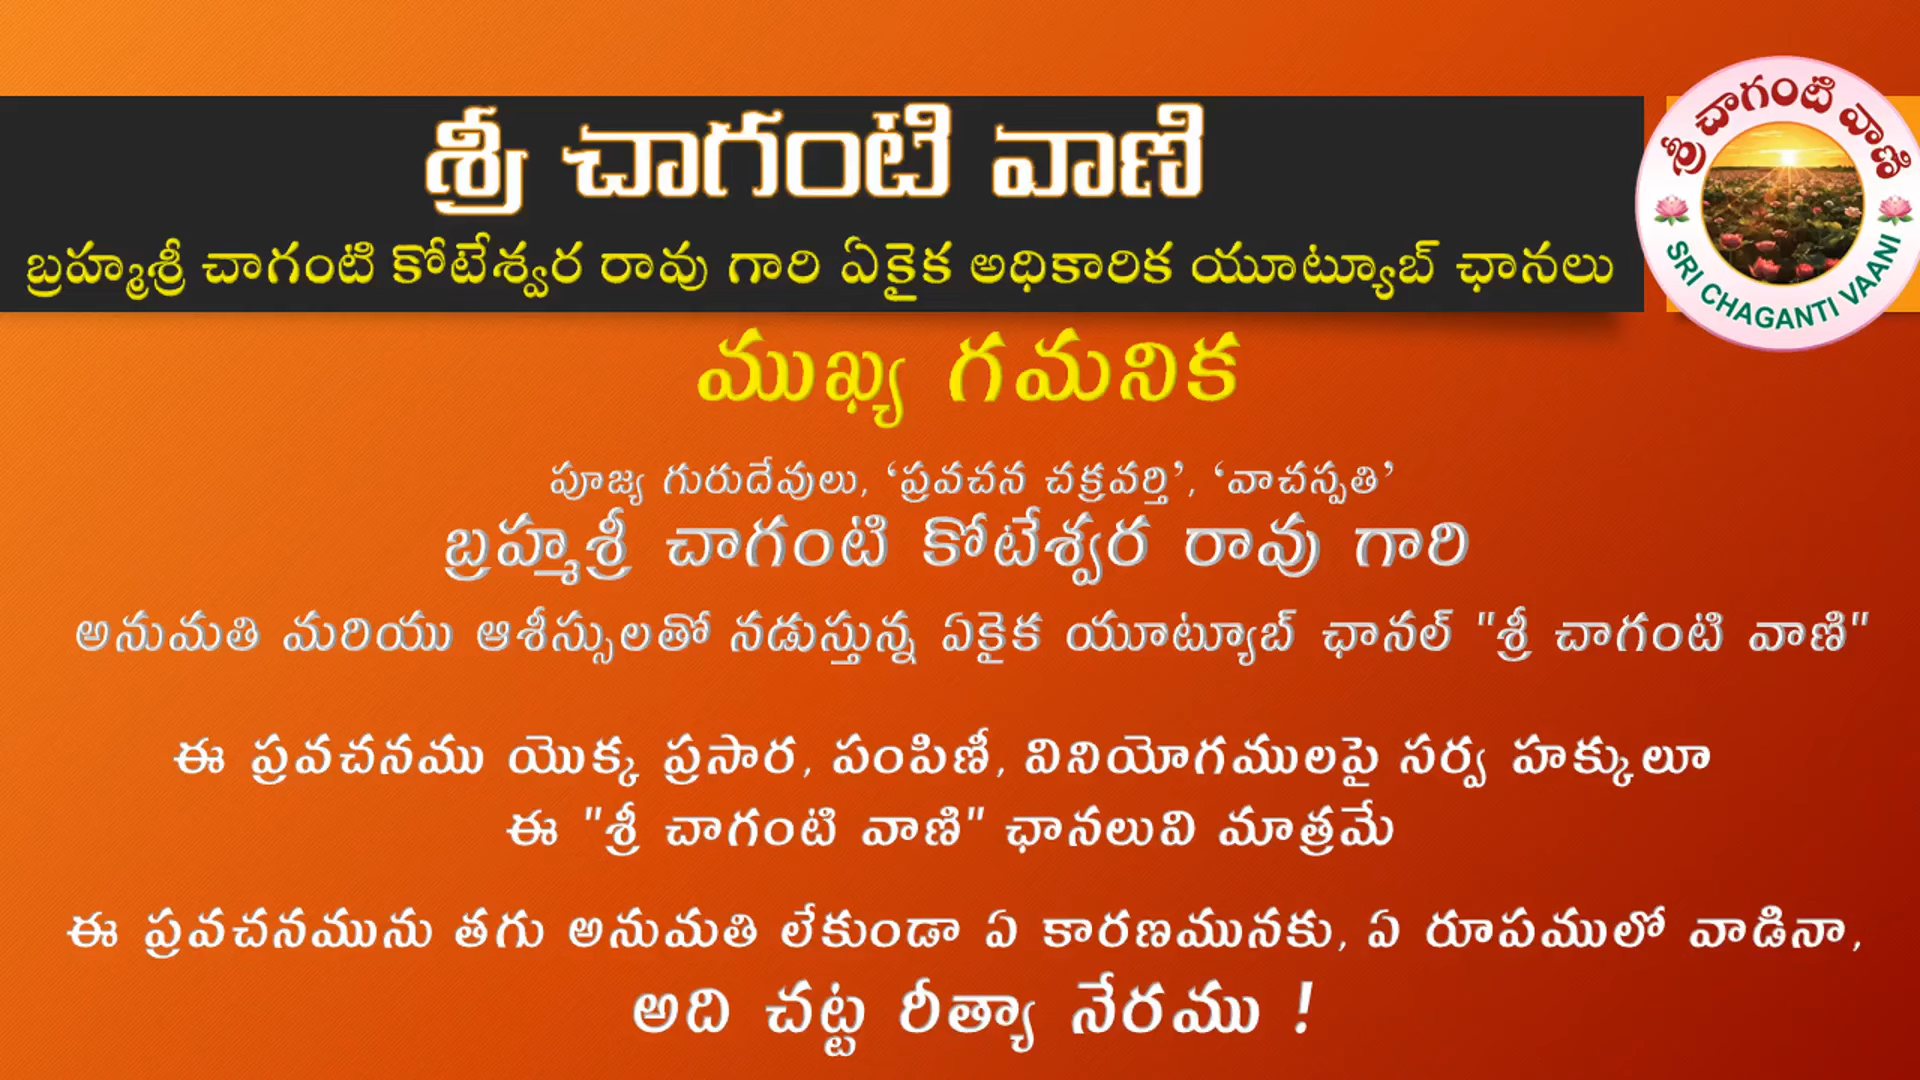 శ్రీ చాగంటి వాణి
బ్రహ్మశ్రీ చాగంటి కోటేశ్వర రావు గారి ఏకైక అధికారిక యూట్యూబ్ ఛానలు
శ్రీ చాగంటి వాణి
SRI CHAGANTI VAANI
ముఖ్య గమనిక
పూజ్య గురుదేవులు, ‘ప్రవచన చక్రవర్తి’, ‘వాచస్పతి’
బ్రహ్మశ్రీ చాగంటి కోటేశ్వర రావు గారి
అనుమతి మరియు ఆశీస్సులతో నడుస్తున్న ఏకైక యూట్యూబ్ ఛానల్ "శ్రీ చాగంటి వాణి"
ఈ ప్రవచనము యొక్క ప్రసార, పంపిణీ, వినియోగములపై సర్వ హక్కులూ
ఈ "శ్రీ చాగంటి వాణి" ఛానలువి మాత్రమే
ఈ ప్రవచనమును తగు అనుమతి లేకుండా ఏ కారణమునకు, ఏ రూపములో వాడినా,
అది చట్ట రీత్యా నేరము !